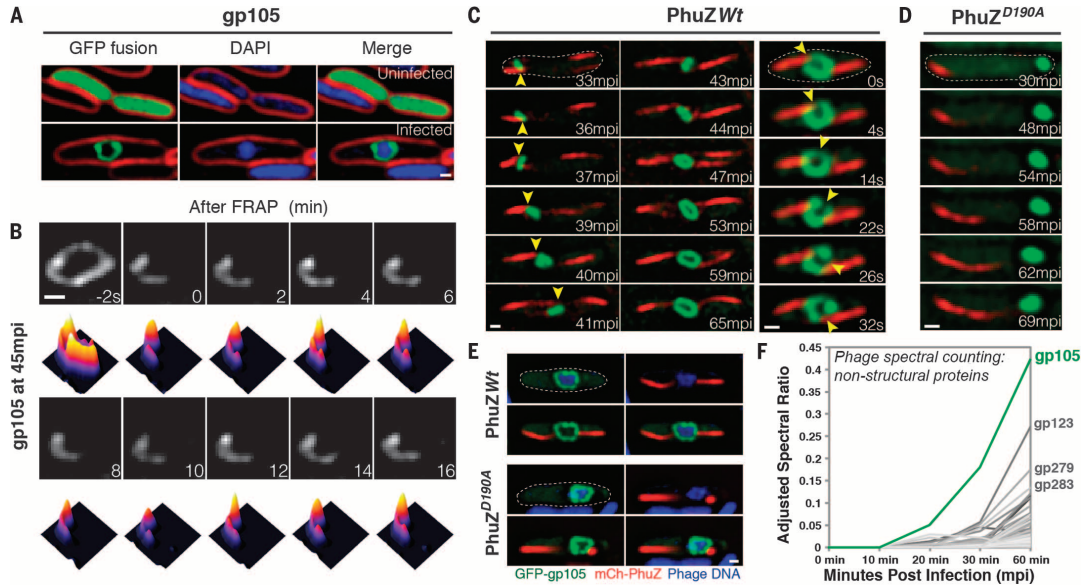 A
gp105
GFP fusion
DAPI
Merge
Uninfected
Infected
B
After FRAP (min)
-2s
0
2
4
6
gp105 at 45mpi
8
10
12
14
16
C
PhuZWt
33mpi
43mpi
0s
36mpi
44mpi
4s
37mpi
47mpi
14s
39mpi
53mpi
22s
40mpi
59mpi
26s
41mpi
65mpi
32s
D
PhuZD190A
30mpi
48mpi
54mpi
58mpi
62mpi
69mpi
E
PhuZWt
PhuZD190A
GFP-gp105 mCh-PhuZ Phage DNA
F
Phage spectral counting:
non-structural proteins
gp105
gp123
gp279
gp283
Adjusted Spectral Ratio
0.45
0.4
0.35
0.3
0.25
0.2
0.15
0.1
0.05
0
0 min
10 min
20 min
30 min
60 min
Minutes Post Infection (mpi)